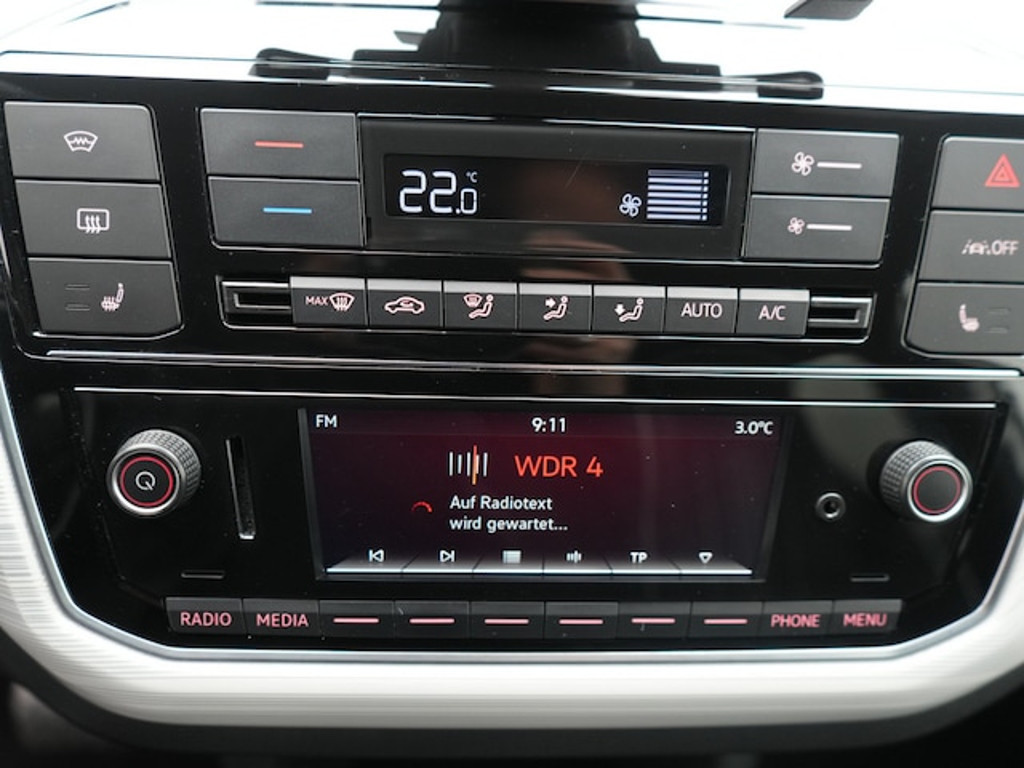 22.0 °C
OFF
MAX
AUTO
A/C
FM
9:11
3.0°C
WDR 4
Auf Radiotext
wird gewartet...
TP
RADIO
MEDIA
PHONE
MENU